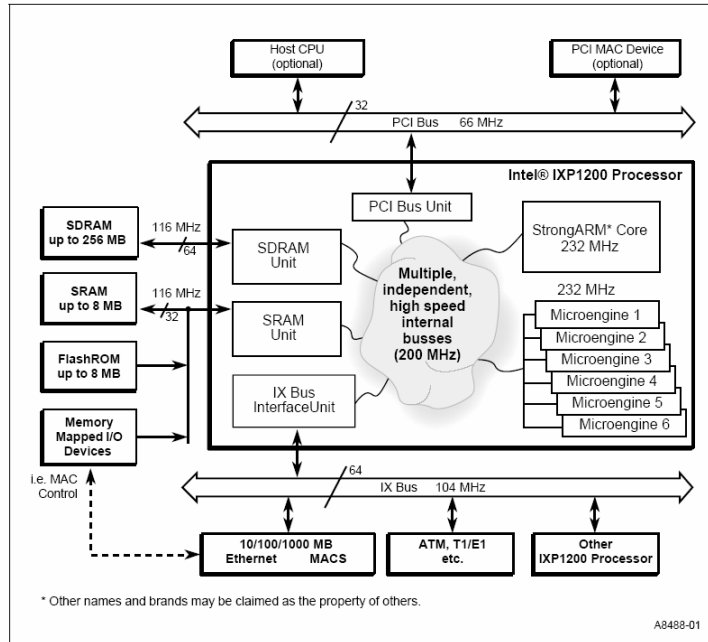 Host CPU
(optional)
PCI MAC Device
(optional)
32
PCI Bus 66 MHz
Intel® IXP1200 Processor
PCI Bus Unit
SDRAM
up to 256 MB
116 MHz
64
SDRAM
Unit
StrongARM* Core
232 MHz
Multiple,
independent,
high speed
internal
busses
(200 MHz)
SRAM
up to 8 MB
116 MHz
32
SRAM
Unit
232 MHz
Microengine 1
Microengine 2
Microengine 3
Microengine 4
Microengine 5
Microengine 6
FlashROM
up to 8 MB
IX Bus
InterfaceUnit
Memory
Mapped I/O
Devices
i.e. MAC
Control
64
IX Bus 104 MHz
10/100/1000 MB
Ethernet MACS
ATM, T1/E1
etc.
Other
IXP1200 Processor
* Other names and brands may be claimed as the property of others.
A8488-01